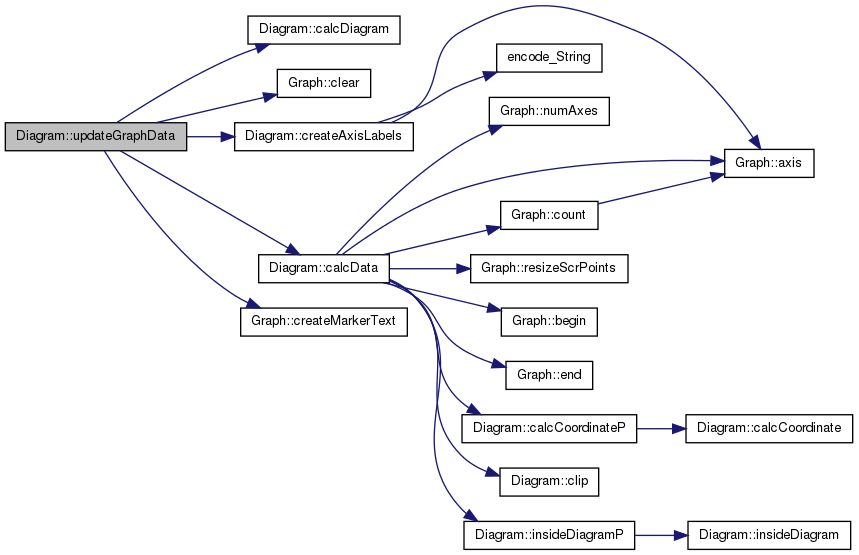 Diagram::updateGraphData
Diagram::calcDiagram
Graph::clear
Diagram::createAxisLabels
Diagram::calcData
Graph::createMarkerText
encode_String
Graph::numAxes
Graph::axis
Graph::count
Graph::resizeScrPoints
Graph::begin
Graph::end
Diagram::calcCoordinateP
Diagram::calcCoordinate
Diagram::clip
Diagram::insideDiagramP
Diagram::insideDiagram